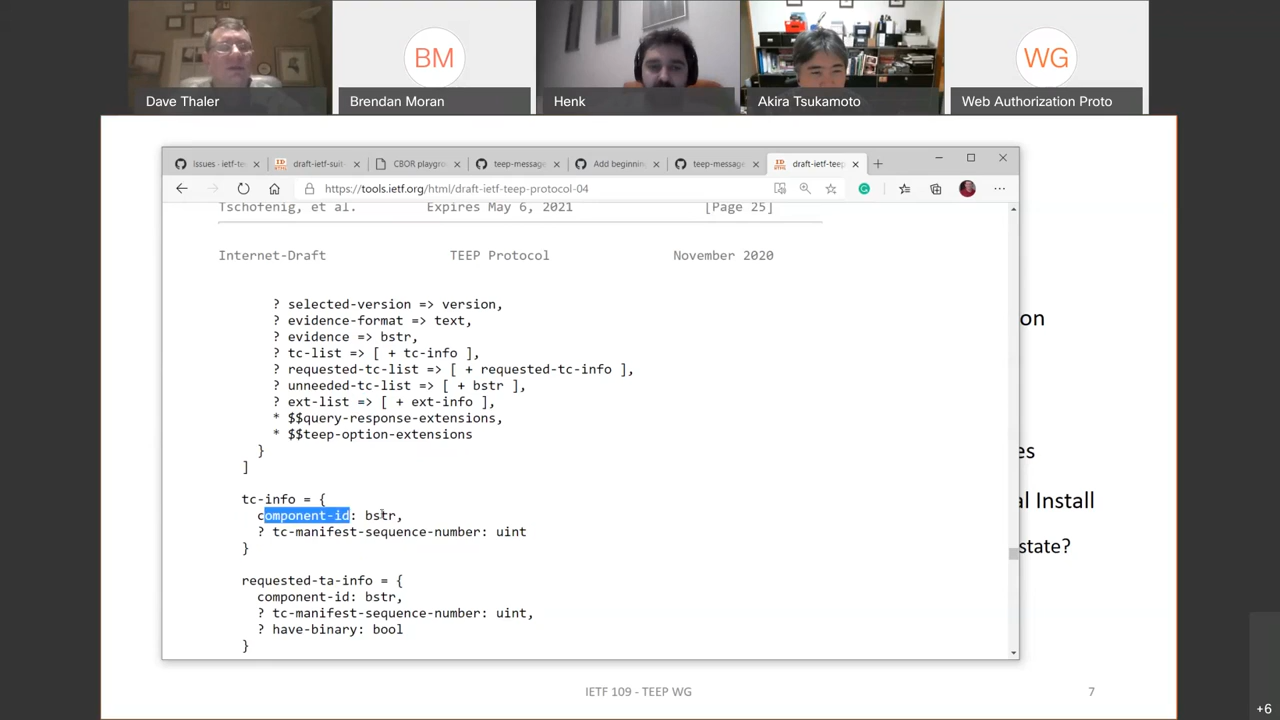 BM
WG
Dave Thaler
Brendan Moran
Henk
Akira Tsukamoto
Web Authorization Proto
Issues · ietf-te
draft-ietf-suit-
CBOR playgro
teep-message
Add beginnin
teep-message
draft-ietf-teep
https://tools.ietf.org/html/draft-ietf-teep-protocol-04
Tschofenig, et al. Expires May 6, 2021 [Page 25]
Internet-Draft TEEP Protocol November 2020
? selected-version => version,
? evidence-format => text,
? evidence => bstr,
? tc-list => [ + tc-info ],
? requested-tc-list => [ + requested-tc-info ],
? unneeded-tc-list => [ + bstr ],
? ext-list => [ + ext-info ],
* $$query-response-extensions,
* $$teep-option-extensions
}
]
tc-info = {
component-id: bstr,
? tc-manifest-sequence-number: uint
}
requested-ta-info = {
component-id: bstr,
? tc-manifest-sequence-number: uint,
? have-binary: bool
}
on
es
al Install
state?
IETF 109 - TEEP WG
7
+6